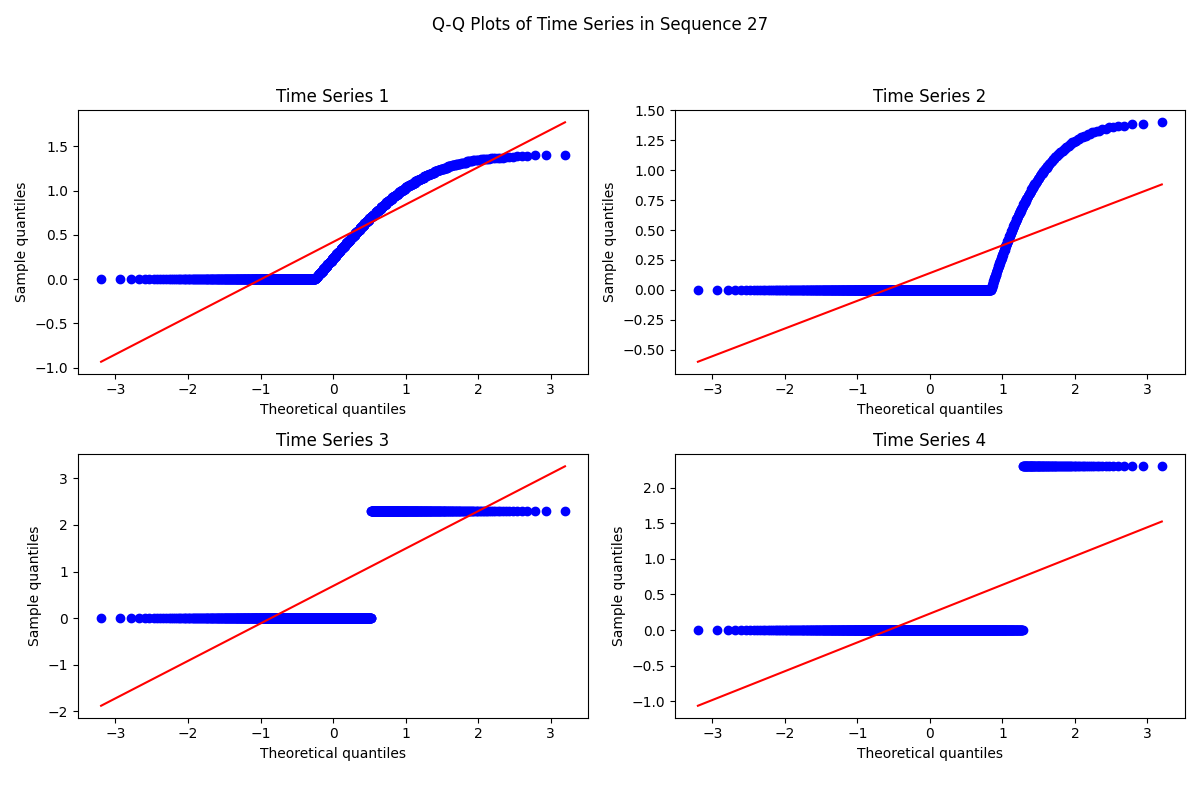 Q-Q Plots of Time Series in Sequence 27
Time Series 1
Sample quantiles
1.5
1.0
0.5
0.0
−0.5
−1.0
−3 −2 −1 0 1 2 3
Theoretical quantiles
Time Series 2
Sample quantiles
1.50
1.25
1.00
0.75
0.50
0.25
0.00
−0.25
−0.50
−3 −2 −1 0 1 2 3
Theoretical quantiles
Time Series 3
Sample quantiles
3
2
1
0
−1
−2
−3 −2 −1 0 1 2 3
Theoretical quantiles
Time Series 4
Sample quantiles
2.0
1.5
1.0
0.5
0.0
−0.5
−1.0
−3 −2 −1 0 1 2 3
Theoretical quantiles